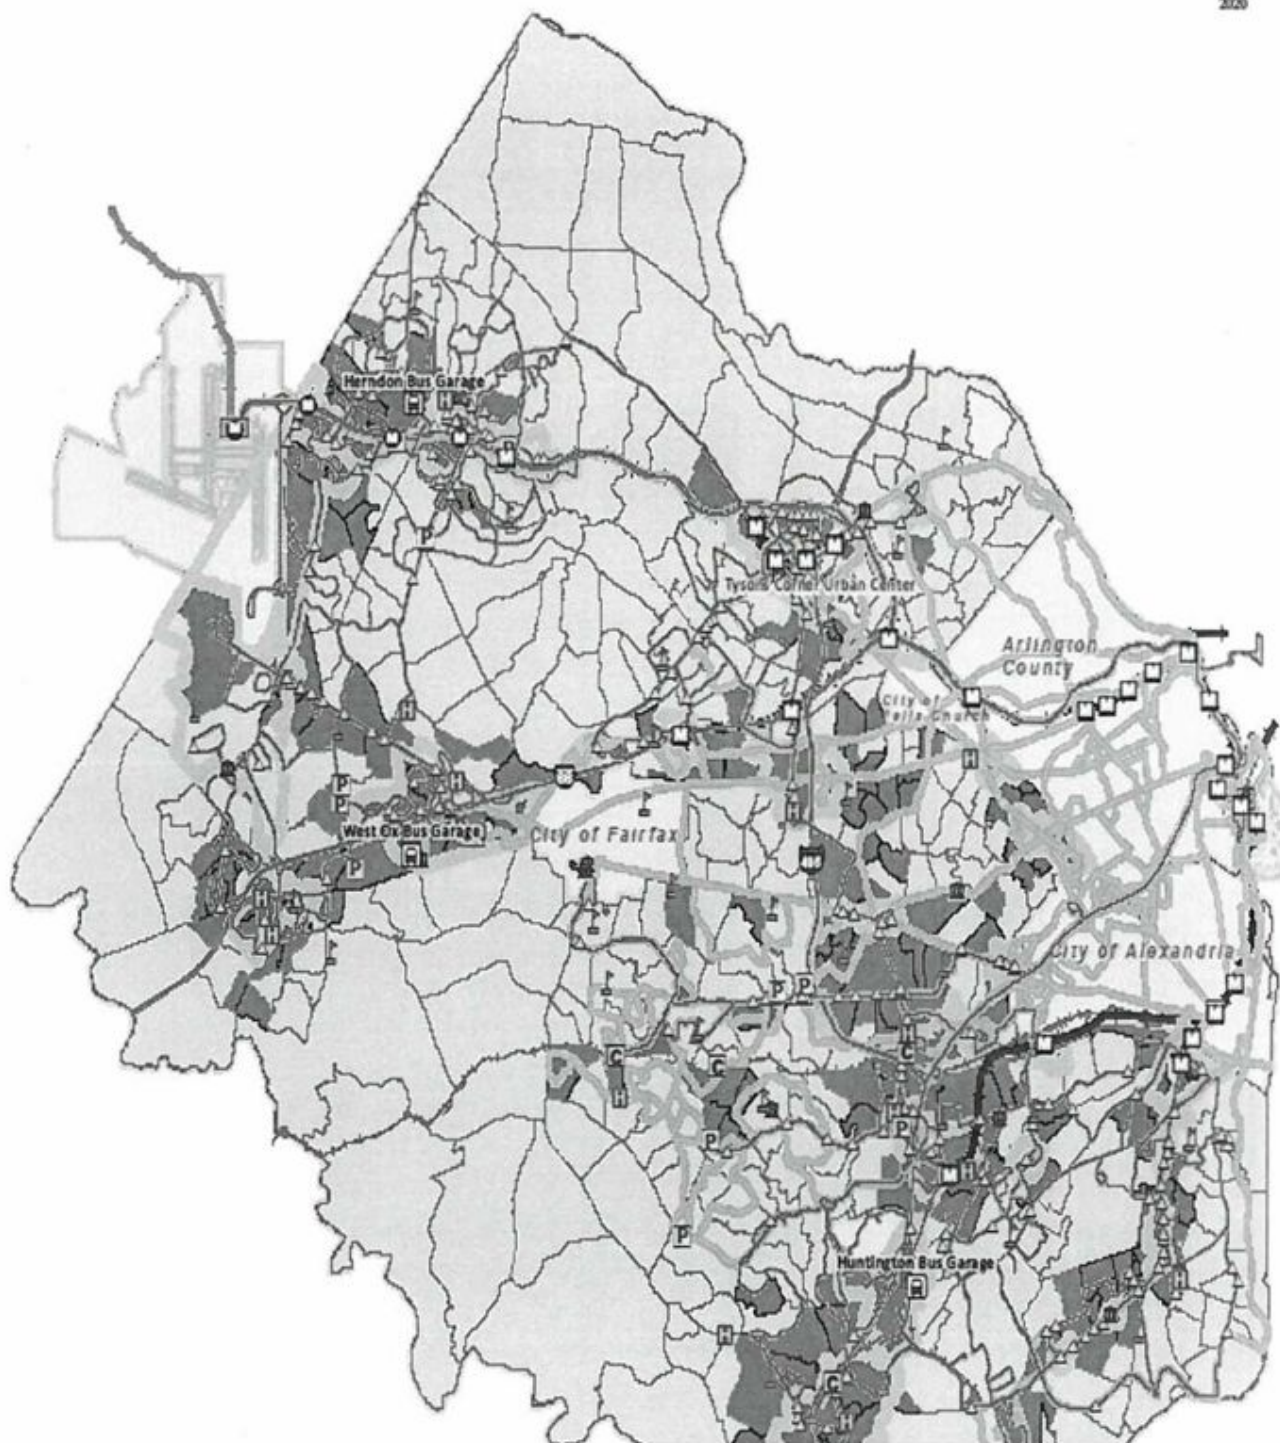 2020
Herndon Bus Garage
Tysons Corner Urban Center
Arlington
County
City of
Falls Church
West Ox Bus Garage
City of Fairfax
City of Alexandria
Huntington Bus Garage
H
P
H
H
H
P
P
P
H
H
H
H
H
P
P
C
C
C
H
P
P
H
P
H
H
C
H